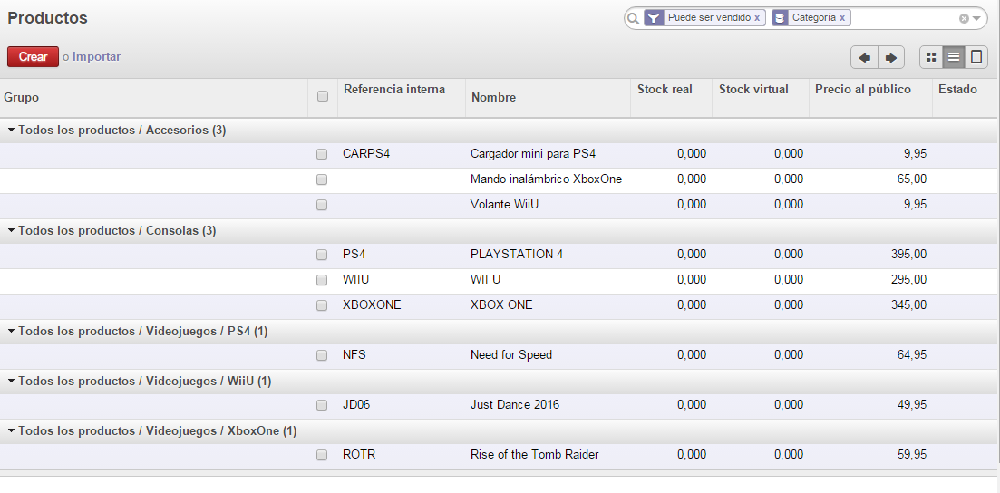 Productos
Puede ser vendido x Categoría x
Crear o Importar
Grupo Referencia interna Nombre Stock real Stock virtual Precio al público Estado
Todos los productos / Accesorios (3)
CARPS4 Cargador mini para PS4 0,000 0,000 9,95
Mando inalámbrico XboxOne 0,000 0,000 65,00
Volante WiiU 0,000 0,000 9,95
Todos los productos / Consolas (3)
PS4 PLAYSTATION 4 0,000 0,000 395,00
WIIU WII U 0,000 0,000 295,00
XBOXONE XBOX ONE 0,000 0,000 345,00
Todos los productos / Videojuegos / PS4 (1)
NFS Need for Speed 0,000 0,000 64,95
Todos los productos / Videojuegos / WiiU (1)
JD06 Just Dance 2016 0,000 0,000 49,95
Todos los productos / Videojuegos / XboxOne (1)
ROTR Rise of the Tomb Raider 0,000 0,000 59,95